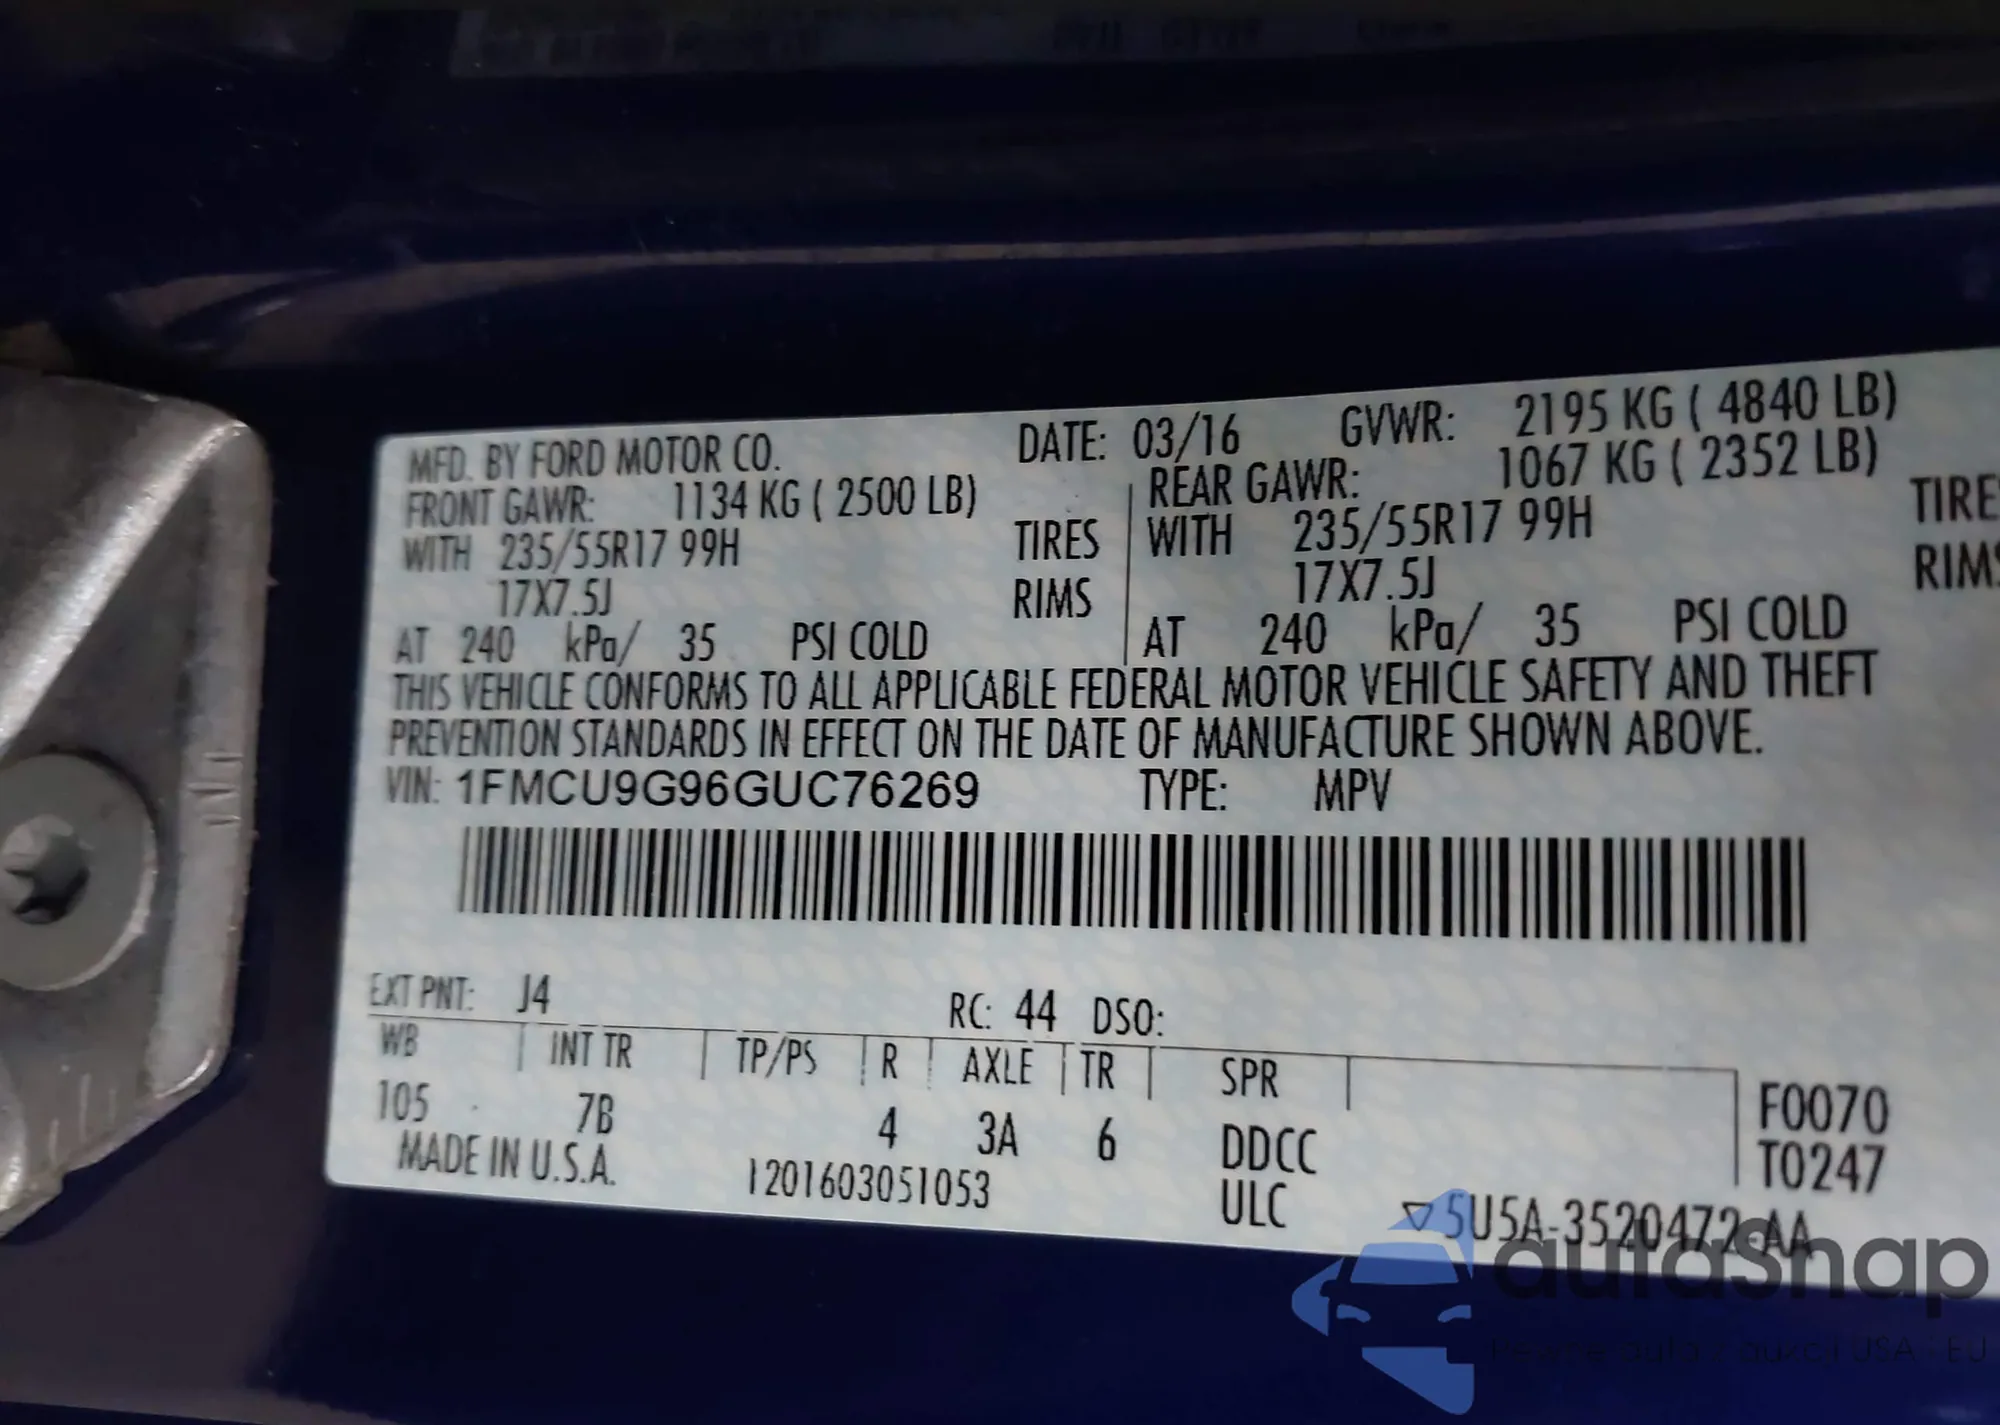 MFD. BY FORD MOTOR CO. DATE: 03/16 GVWR: 2195 KG ( 4840 LB)
FRONT GAWR: 1134 KG ( 2500 LB) REAR GAWR: 1067 KG ( 2352 LB)
WITH 235/55R17 99H TIRES WITH 235/55R17 99H TIRES
17X7.5J RIMS 17X7.5J RIMS
AT 240 kPa/ 35 PSI COLD AT 240 kPa/ 35 PSI COLD
THIS VEHICLE CONFORMS TO ALL APPLICABLE FEDERAL MOTOR VEHICLE SAFETY AND THEFT
PREVENTION STANDARDS IN EFFECT ON THE DATE OF MANUFACTURE SHOWN ABOVE.
VIN: 1FMCU9G96GUC76269 TYPE: MPV
EXT PNT: J4 RC: 44 DSO:
WB INT TR TP/PS R AXLE TR SPR
105 7B 4 3A 6 DDCC F0070
MADE IN U.S.A. 1201603051053 ULC T0247
▽5U5A-3520472-AA
autosnap
auto z aukcji USA - EU